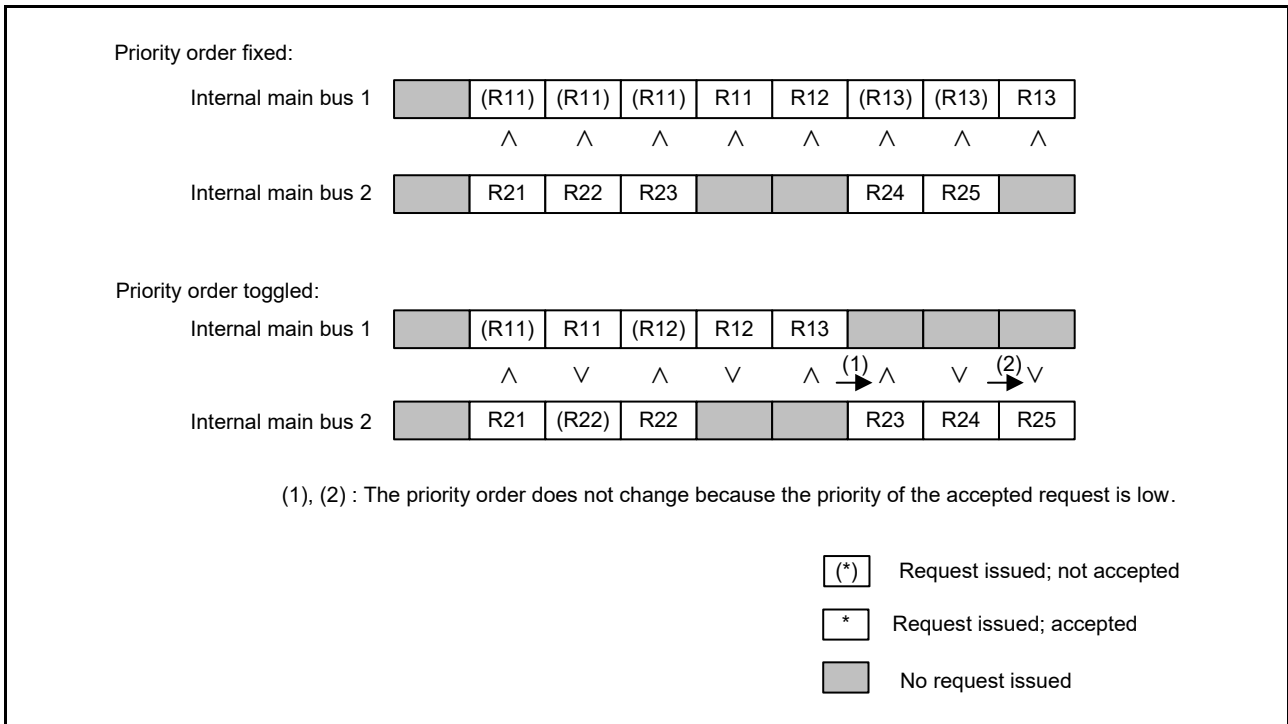 Priority order fixed:
Internal main bus 1 (R11) (R11) (R11) R11 R12 (R13) (R13) R13
∧ ∧ ∧ ∧ ∧ ∧ ∧ ∧
Internal main bus 2 R21 R22 R23 R24 R25
Priority order toggled:
Internal main bus 1 (R11) R11 (R12) R12 R13
∧ ∨ ∧ ∨ ∧ (1) ∧ ∨ (2) ∨
Internal main bus 2 R21 (R22) R22 R23 R24 R25
(1), (2) : The priority order does not change because the priority of the accepted request is low.
(*) Request issued; not accepted
* Request issued; accepted
No request issued